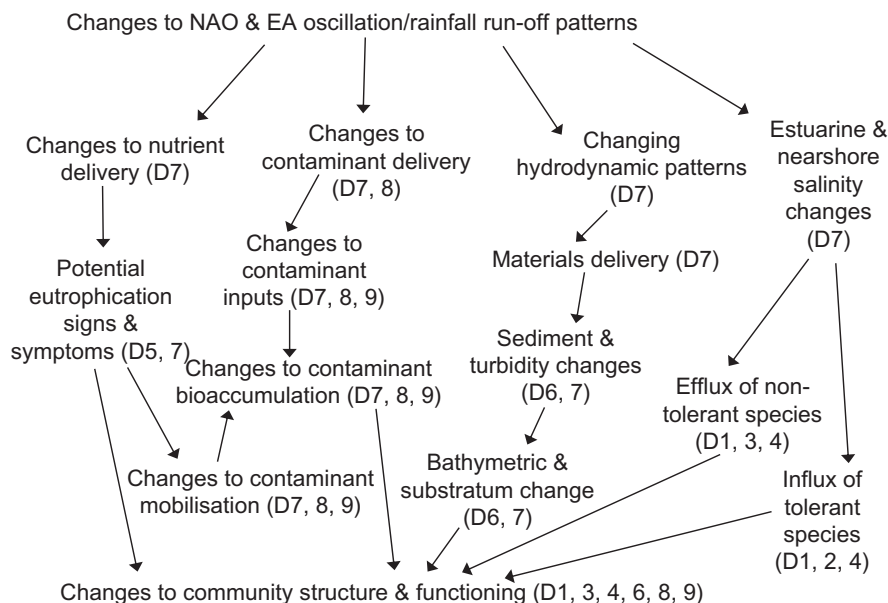 Changes to NAO & EA oscillation/rainfall run-off patterns
Changes to nutrient
delivery (D7)
Changes to
contaminant delivery
(D7, 8)
Changing
hydrodynamic patterns
(D7)
Estuarine &
nearshore
salinity
changes
(D7)
Potential
eutrophication
signs &
symptoms (D5, 7)
Changes to
contaminant
inputs (D7, 8, 9)
Materials delivery (D7)
Sediment &
turbidity changes
(D6, 7)
Changes to contaminant
bioaccumulation (D7, 8, 9)
Efflux of non-
tolerant species
(D1, 3, 4)
Changes to contaminant
mobilisation (D7, 8, 9)
Bathymetric &
substratum change
(D6, 7)
Influx of
tolerant
species
(D1, 2, 4)
Changes to community structure & functioning (D1, 3, 4, 6, 8, 9)